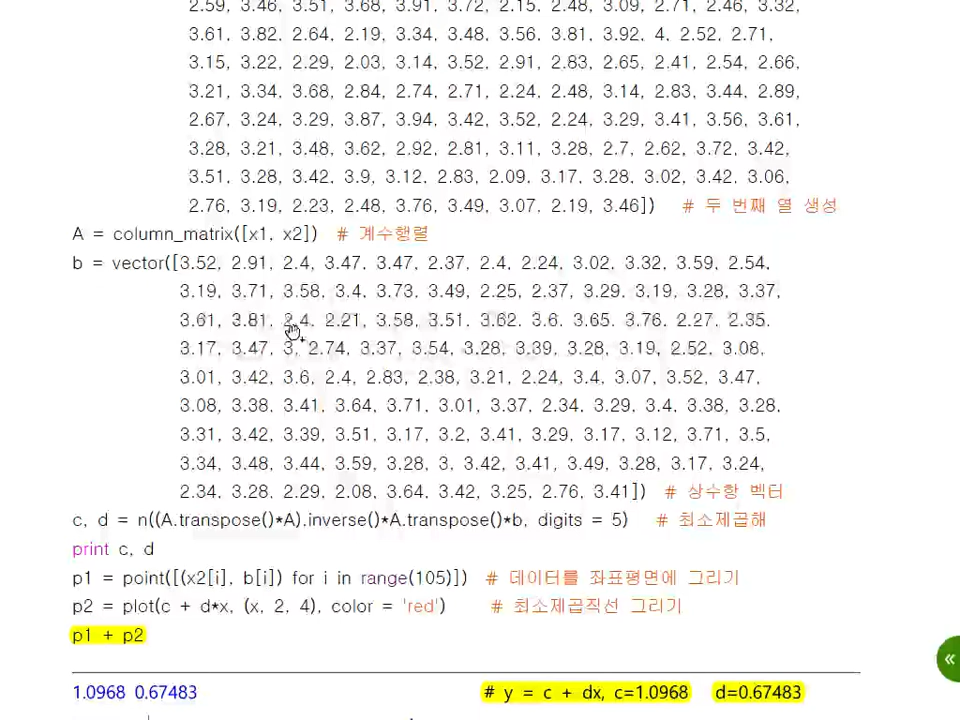 2.59, 3.46, 3.51, 3.68, 3.91, 3.72, 2.15, 2.48, 3.09, 2.71, 2.46, 3.32,
3.61, 3.82, 2.64, 2.19, 3.34, 3.48, 3.56, 3.81, 3.92, 4, 2.52, 2.71,
3.15, 3.22, 2.29, 2.03, 3.14, 3.52, 2.91, 2.83, 2.65, 2.41, 2.54, 2.66,
3.21, 3.34, 3.68, 2.84, 2.74, 2.71, 2.24, 2.48, 3.14, 2.83, 3.44, 2.89,
2.67, 3.24, 3.29, 3.87, 3.94, 3.42, 3.52, 2.24, 3.29, 3.41, 3.56, 3.61,
3.28, 3.21, 3.48, 3.62, 2.92, 2.81, 3.11, 3.28, 2.7, 2.62, 3.72, 3.42,
3.51, 3.28, 3.42, 3.9, 3.12, 2.83, 2.09, 3.17, 3.28, 3.02, 3.42, 3.06,
2.76, 3.19, 2.23, 2.48, 3.76, 3.49, 3.07, 2.19, 3.46]) # 두 번째 열 생성
A = column_matrix([x1, x2]) # 계수행렬
b = vector([3.52, 2.91, 2.4, 3.47, 3.47, 2.37, 2.4, 2.24, 3.02, 3.32, 3.59, 2.54,
3.19, 3.71, 3.58, 3.4, 3.73, 3.49, 2.25, 2.37, 3.29, 3.19, 3.28, 3.37,
3.61, 3.81, 2.4, 2.21, 3.58, 3.51, 3.62, 3.6, 3.65, 3.76, 2.27, 2.35,
3.17, 3.47, 3, 2.74, 3.37, 3.54, 3.28, 3.39, 3.28, 3.19, 2.52, 3.08,
3.01, 3.42, 3.6, 2.4, 2.83, 2.38, 3.21, 2.24, 3.4, 3.07, 3.52, 3.47,
3.08, 3.38, 3.41, 3.64, 3.71, 3.01, 3.37, 2.34, 3.29, 3.4, 3.38, 3.28,
3.31, 3.42, 3.39, 3.51, 3.17, 3.2, 3.41, 3.29, 3.17, 3.12, 3.71, 3.5,
3.34, 3.48, 3.44, 3.59, 3.28, 3, 3.42, 3.41, 3.49, 3.28, 3.17, 3.24,
2.34, 3.28, 2.29, 2.08, 3.64, 3.42, 3.25, 2.76, 3.41]) # 상수항 벡터
c, d = n((A.transpose()*A).inverse()*A.transpose()*b, digits = 5) # 최소제곱해
print c, d
p1 = point([(x2[i], b[i]) for i in range(105)]) # 데이터를 좌표평면에 그리기
p2 = plot(c + d*x, (x, 2, 4), color = 'red') # 최소제곱직선 그리기
p1 + p2
1.0968 0.67483 # y = c + dx, c=1.0968 d=0.67483